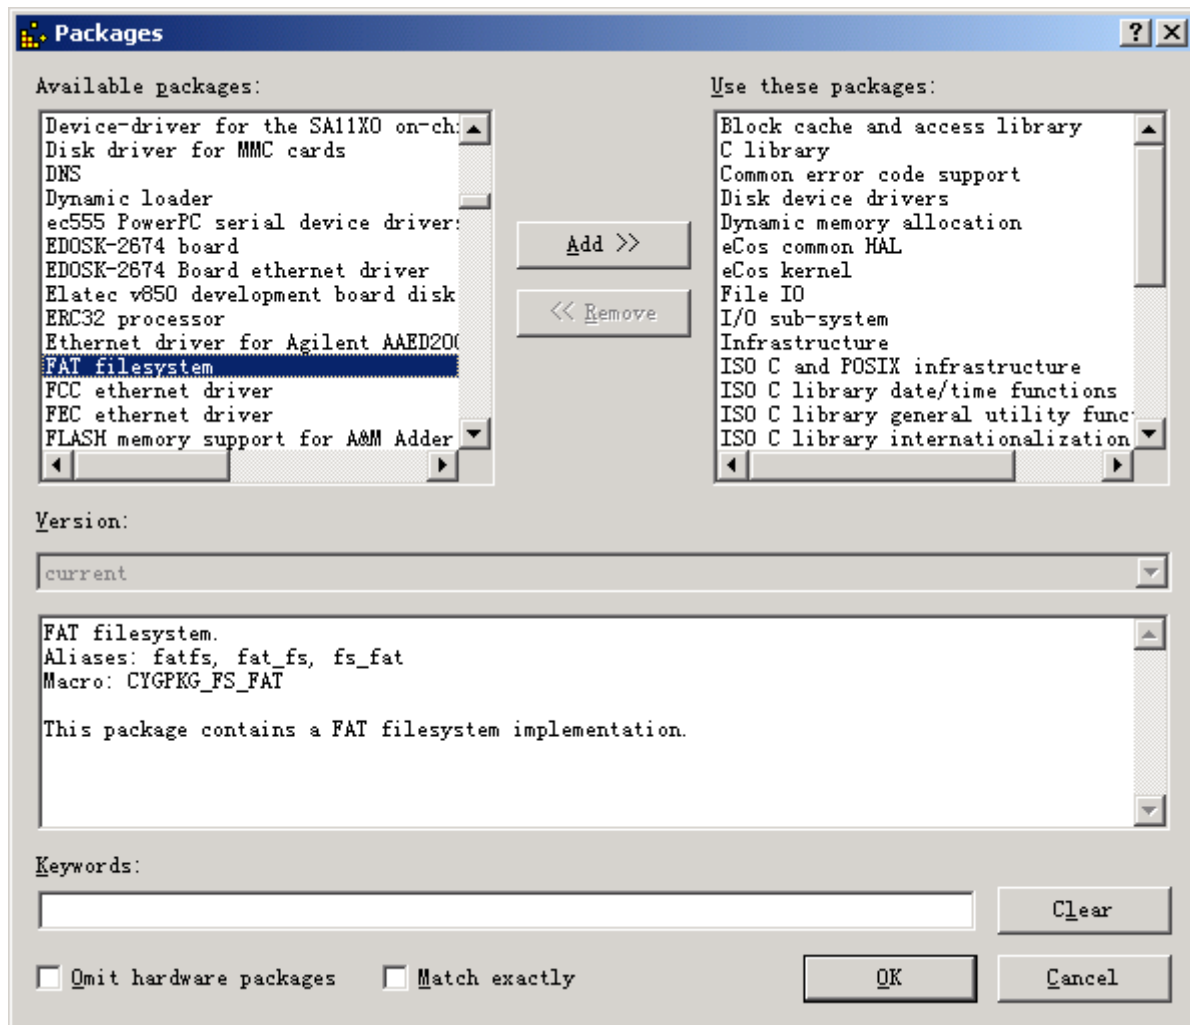 Packages
Available packages:
Device-driver for the SA11X0 on-ch
Disk driver for MMC cards
DNS
Dynamic loader
ec555 PowerPC serial device driver
EDOSK-2674 board
EDOSK-2674 Board ethernet driver
Elatec v850 development board disk
ERC32 processor
Ethernet driver for Agilent AAED200
FAT filesystem
FCC ethernet driver
FEC ethernet driver
FLASH memory support for A&M Adder
Add >>
<< Remove
Use these packages:
Block cache and access library
C library
Common error code support
Disk device drivers
Dynamic memory allocation
eCos common HAL
eCos kernel
File IO
I/O sub-system
Infrastructure
ISO C and POSIX infrastructure
ISO C library date/time functions
ISO C library general utility func
ISO C library internationalization
Version:
current
FAT filesystem.
Aliases: fatfs, fat_fs, fs_fat
Macro: CYGPKG_FS_FAT
This package contains a FAT filesystem implementation.
Keywords:
Clear
Omit hardware packages
Match exactly
OK
Cancel